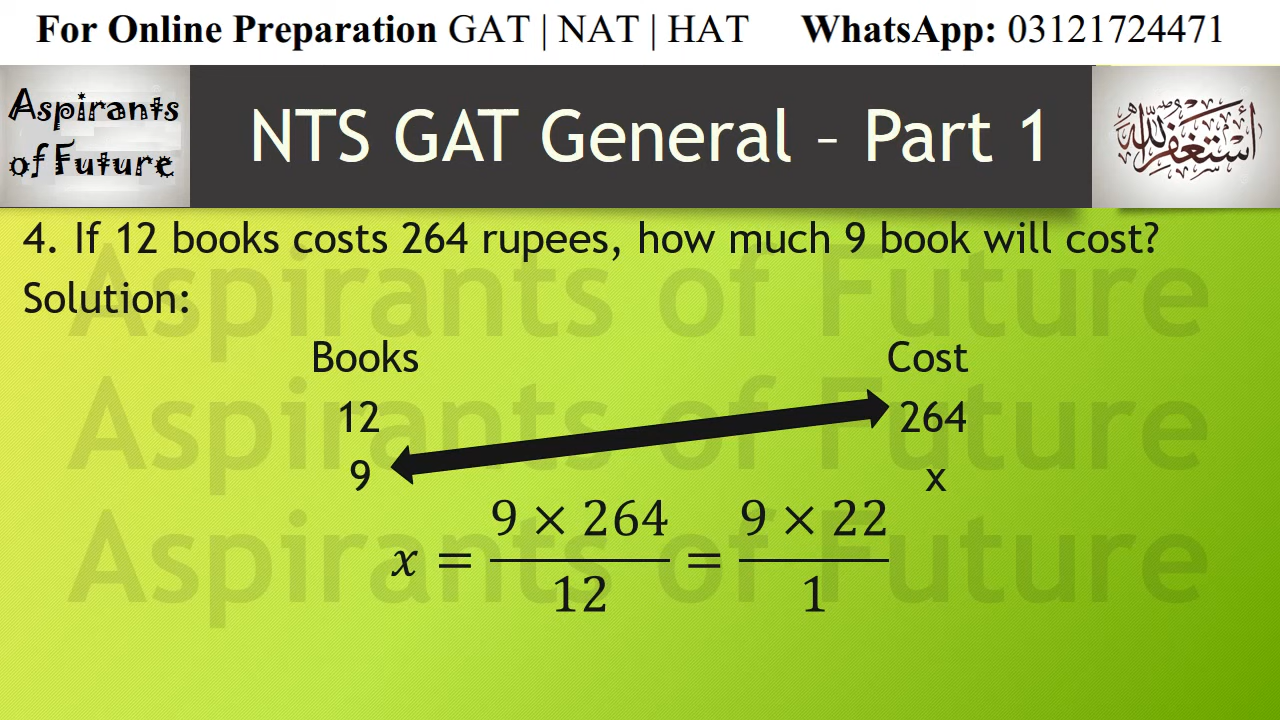 For Online Preparation GAT | NAT | HAT WhatsApp: 03121724471
Aspirants
of Future
NTS GAT General – Part 1
أستغفر الله
4. If 12 books costs 264 rupees, how much 9 book will cost?
Solution:
Books Cost
12 264
9 x
x = 9 × 264 / 12 = 9 × 22 / 1
Aspirants of Future
Aspirants of Future
Aspirants of Future